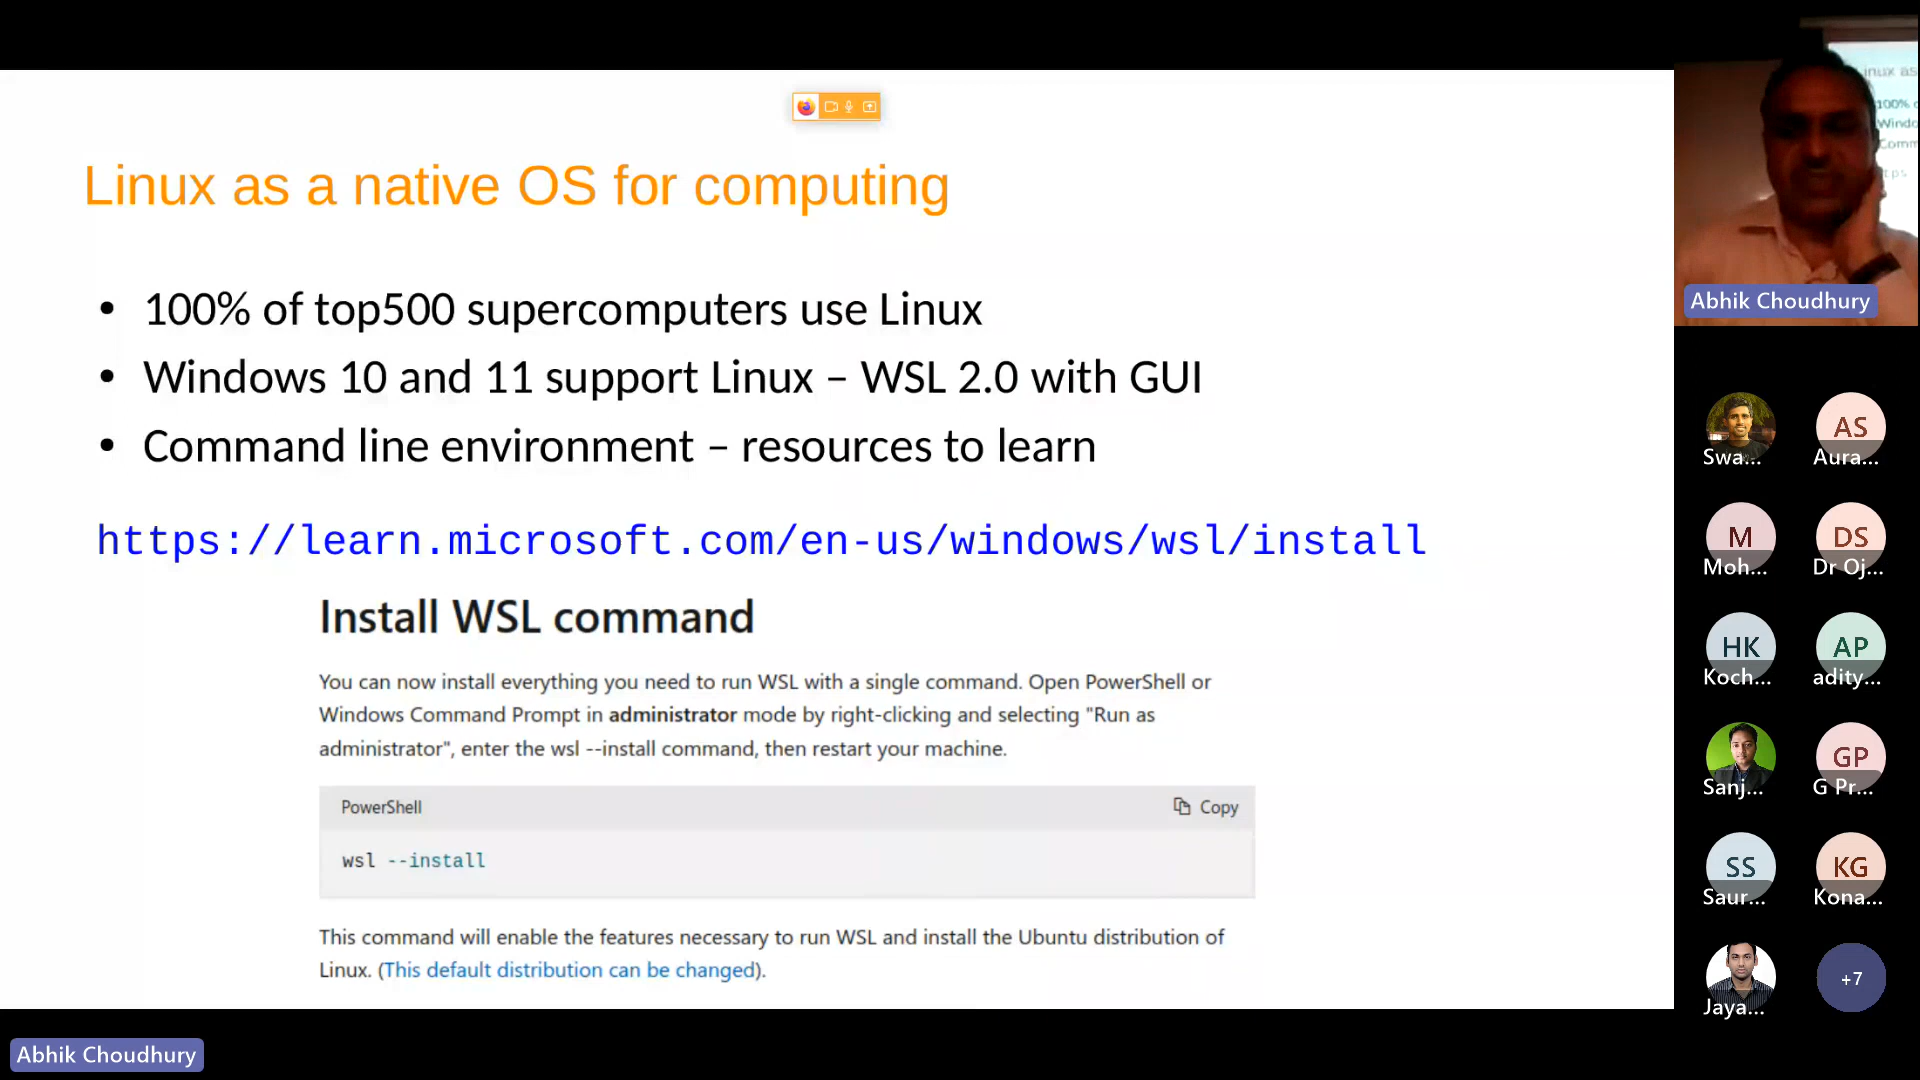 Linux as a native OS for computing
• 100% of top500 supercomputers use Linux
• Windows 10 and 11 support Linux – WSL 2.0 with GUI
• Command line environment – resources to learn
https://learn.microsoft.com/en-us/windows/wsl/install
Install WSL command
You can now install everything you need to run WSL with a single command. Open PowerShell or
Windows Command Prompt in administrator mode by right-clicking and selecting "Run as
administrator", enter the wsl --install command, then restart your machine.
PowerShell
Copy
wsl --install
This command will enable the features necessary to run WSL and install the Ubuntu distribution of
Linux. (This default distribution can be changed).
Abhik Choudhury
inux as
100%
Windo
Comm
Abhik Choudhury
Swa...
AS
Aura...
M
Moh...
DS
Dr Oj...
HK
Koch...
AP
adity...
Sanj...
GP
G Pr...
SS
Saur...
KG
Kona...
Jaya...
+7